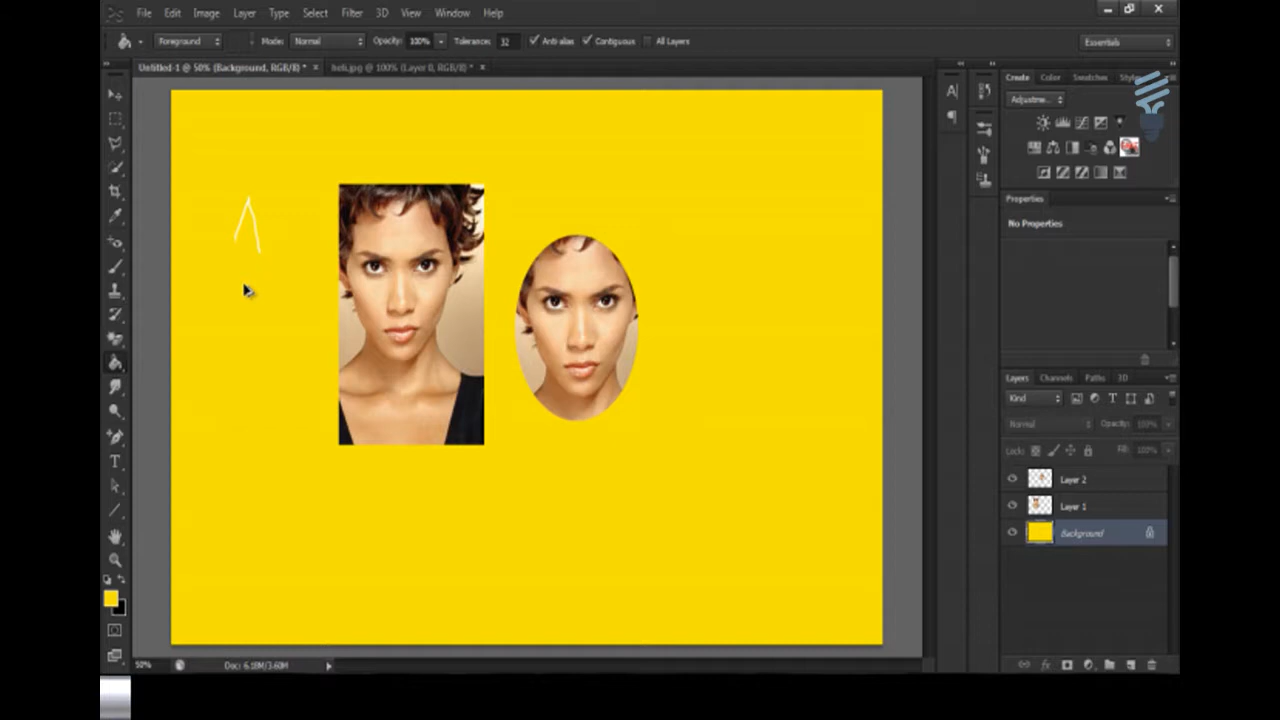 File Edit Image Layer Type Select Filter 3D View Window Help
Foreground Mode: Normal Opacity: 100% Tolerance: 32 Anti-alias Contiguous All Layers Essentials
Untitled-1 @ 50% (Background, RGB/8) * × heli.jpg @ 100% (Layer 0, RGB/8) * ×
Create Color Swatches
Adjustme...
Properties
No Properties
Layers Channels Paths 3D
Kind
Normal Opacity: 100%
Lock: Fill: 100%
Layer 2
Layer 1
Background
50% Doc: 6.18M/3.60M